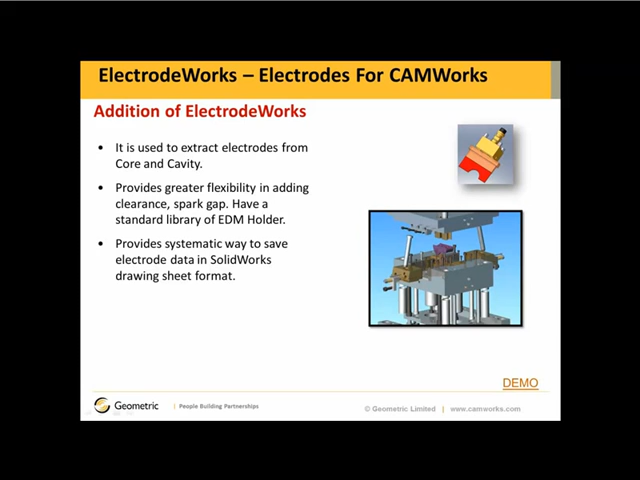 ElectrodeWorks – Electrodes For CAMWorks
Addition of ElectrodeWorks
• It is used to extract electrodes from
Core and Cavity.
• Provides greater flexibility in adding
clearance, spark gap. Have a
standard library of EDM Holder.
• Provides systematic way to save
electrode data in SolidWorks
drawing sheet format.
DEMO
Geometric | People Building Partnerships
© Geometric Limited | www.camworks.com